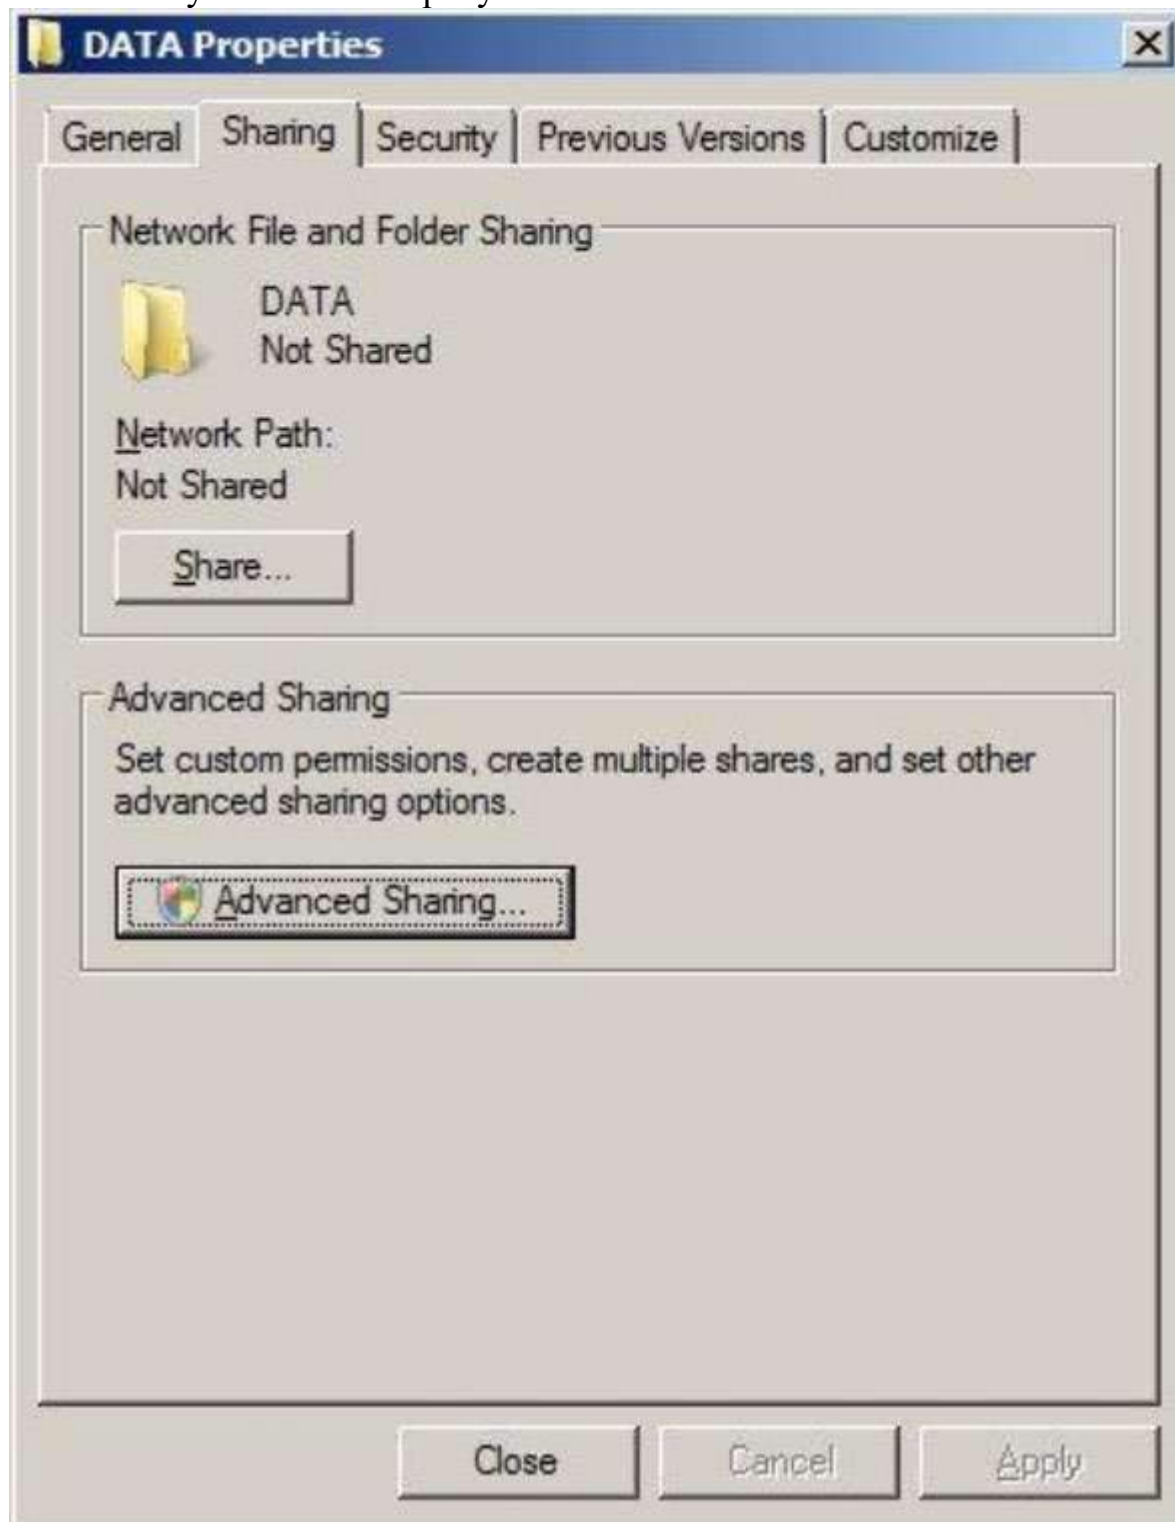 DATA Properties
General Sharing Security Previous Versions Customize
Network File and Folder Sharing
DATA
Not Shared
Network Path:
Not Shared
Share...
Advanced Sharing
Set custom permissions, create multiple shares, and set other
advanced sharing options.
Advanced Sharing...
Close Cancel Apply